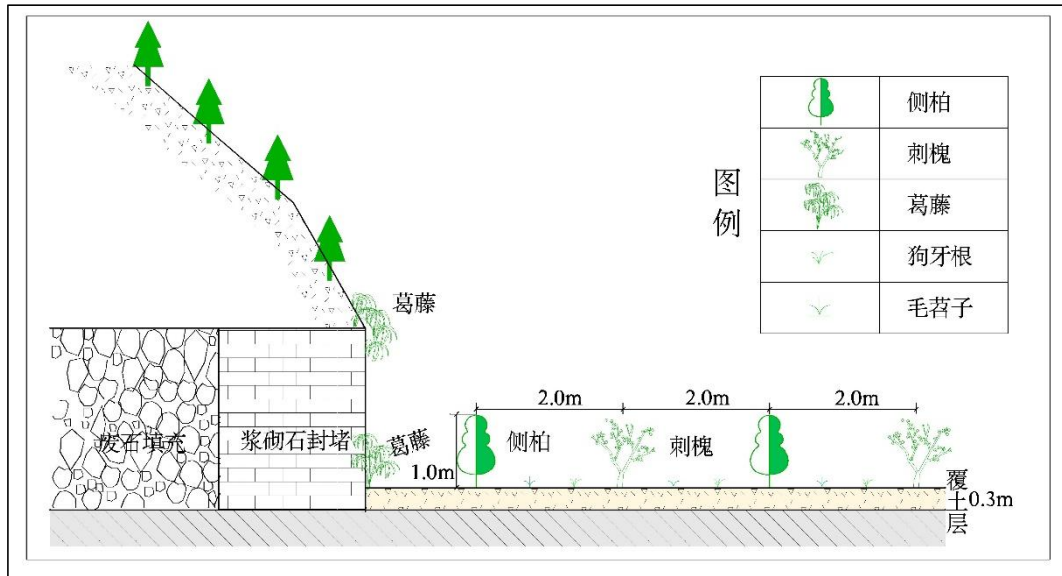 图例
侧柏
刺槐
葛藤
狗牙根
毛苕子
葛藤
2.0m
2.0m
2.0m
废石填充
浆砌石封堵
葛藤
1.0m
侧柏
刺槐
覆土层
0.3m